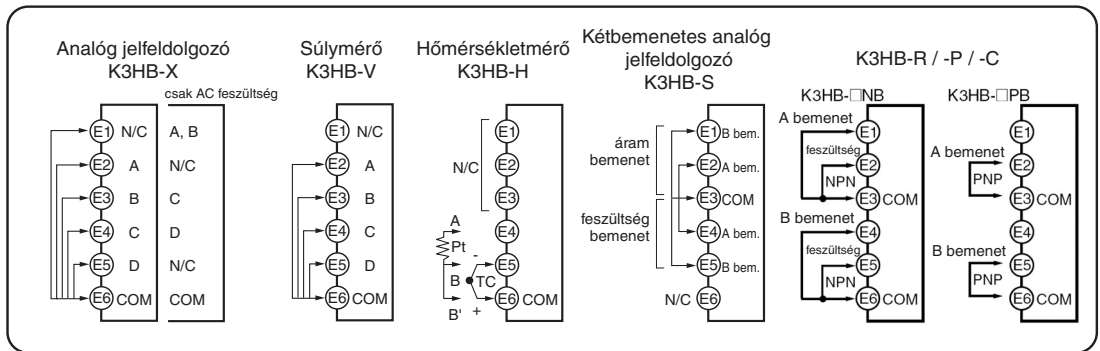 Analóg jelfeldolgozó
K3HB-X
csak AC feszültség
E1 N/C A, B
E2 A N/C
E3 B C
E4 C D
E5 D N/C
E6 COM COM
Súlymérő
K3HB-V
E1 N/C
E2 A
E3 B
E4 C
E5 D
E6 COM
Hőmérsékletmérő
K3HB-H
N/C
E1
E2
E3
A
E4
Pt
-
E5
B
TC
E6 COM
B'
+
Kétbemenetes analóg
jelfeldolgozó
K3HB-S
áram
bemenet
E1 B bem.
E2 A bem.
E3 COM
feszültség
bemenet
E4 A bem.
E5 B bem.
N/C E6
K3HB-R / -P / -C
K3HB-□NB
A bemenet
E1
feszültség
E2
NPN
E3 COM
B bemenet
E4
feszültség
E5
NPN
E6 COM
K3HB-□PB
E1
A bemenet
E2
PNP
E3 COM
E4
B bemenet
E5
PNP
E6 COM